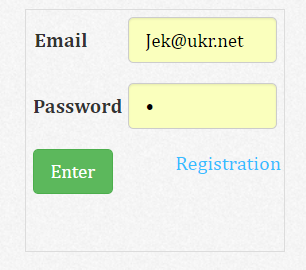 Email Jek@ukr.net
Password •
Enter Registration